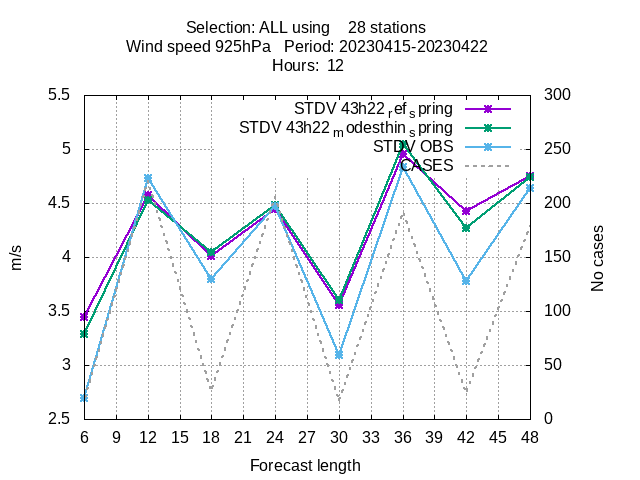 Selection: ALL using    28 stations
Wind speed 925hPa   Period: 20230415-20230422
Hours:  12
5.5
5
4.5
4
3.5
3
2.5
300
250
200
150
100
50
0
STDV 43h22refspring
STDV 43h22modesthinspring
STDV OBS
CASES
m/s
No cases
6 9 12 15 18 21 24 27 30 33 36 39 42 45 48
Forecast length